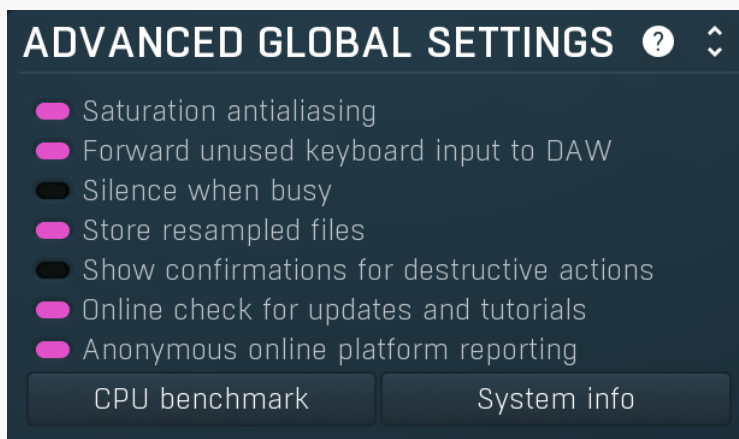 ADVANCED GLOBAL SETTINGS ?
Saturation antialiasing
Forward unused keyboard input to DAW
Silence when busy
Store resampled files
Show confirmations for destructive actions
Online check for updates and tutorials
Anonymous online platform reporting
CPU benchmark System info